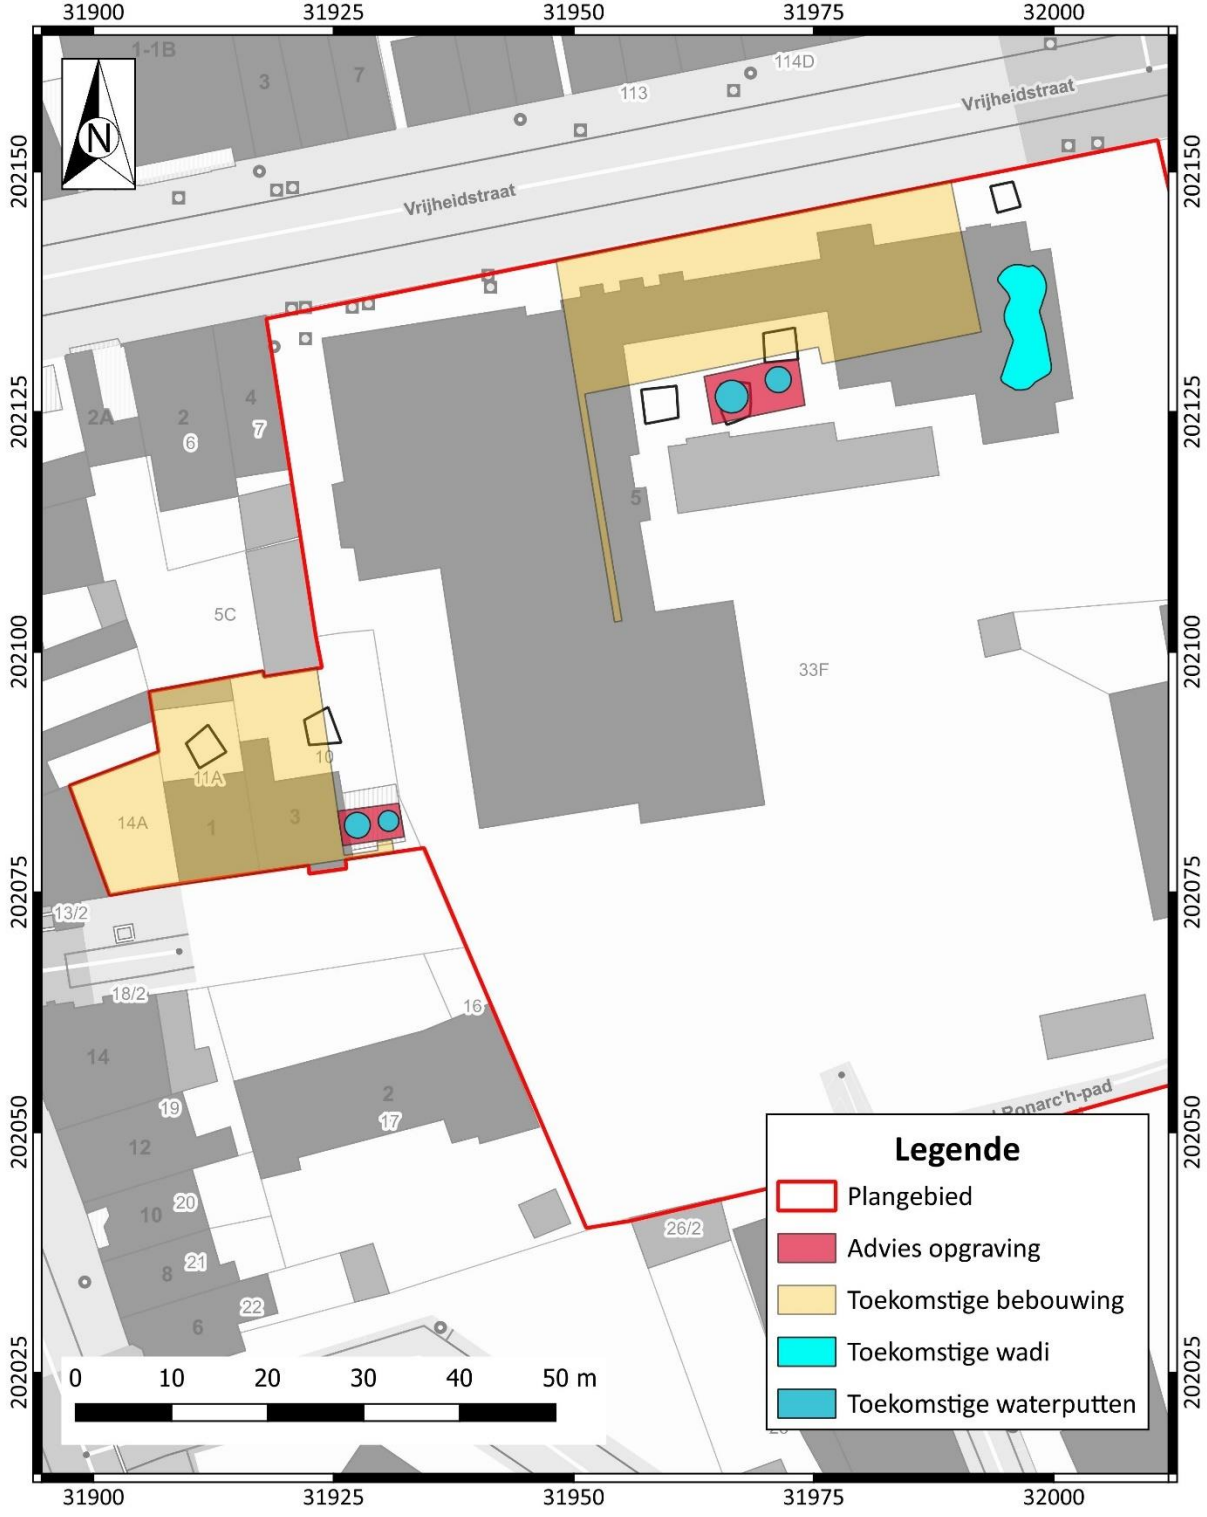 31900 31925 31950 31975 32000
1-1B
3
7
114D
113
Vrijheidstraat
N
Vrijheidstraat
202150
202150
202125
202125
2A
2
6
4
7
5
5C
202100
202100
33F
10
11A
14A
1
3
202075
202075
13/2
18/2
16
14
2
17
19
12
202050
202050
Ronarc'h-pad
20
10
21
8
22
6
26/2
202025
202025
Legende
Plangebied
Advies opgraving
Toekomstige bebouwing
Toekomstige wadi
Toekomstige waterputten
0 10 20 30 40 50 m
31900 31925 31950 31975 32000